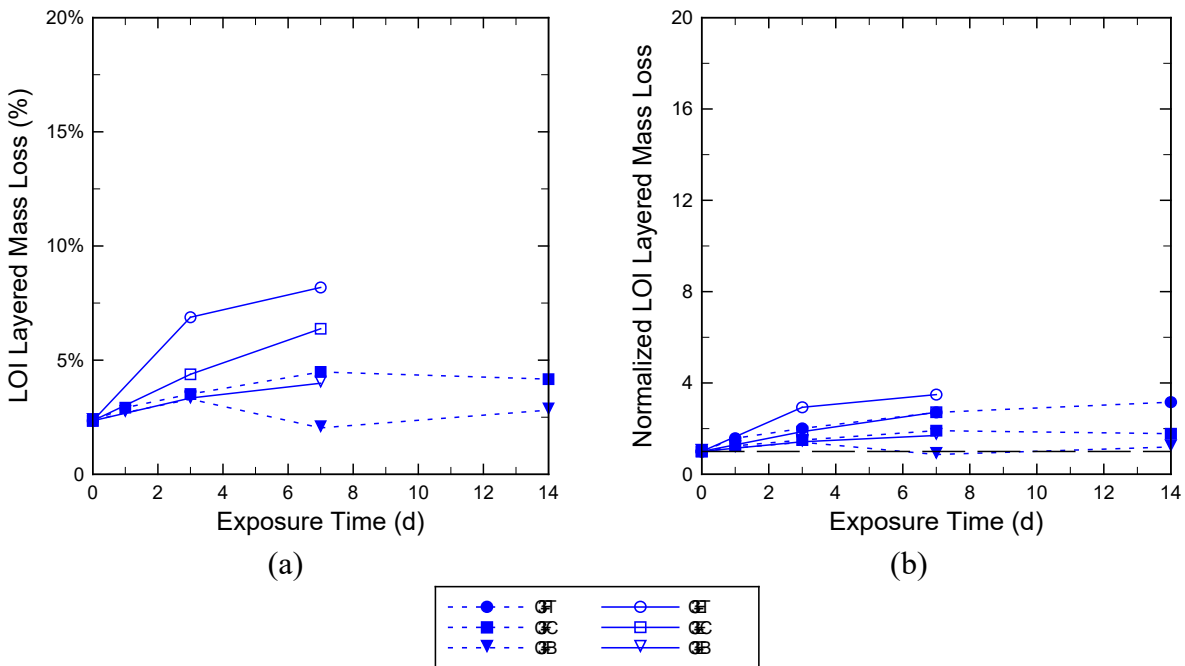 20%
15%
10%
5%
0
0 2 4 6 8 10 12 14
LOI Layered Mass Loss (%)
Exposure Time (d)
(a)
20
16
12
8
4
0
0 2 4 6 8 10 12 14
Normalized LOI Layered Mass Loss
Exposure Time (d)
(b)